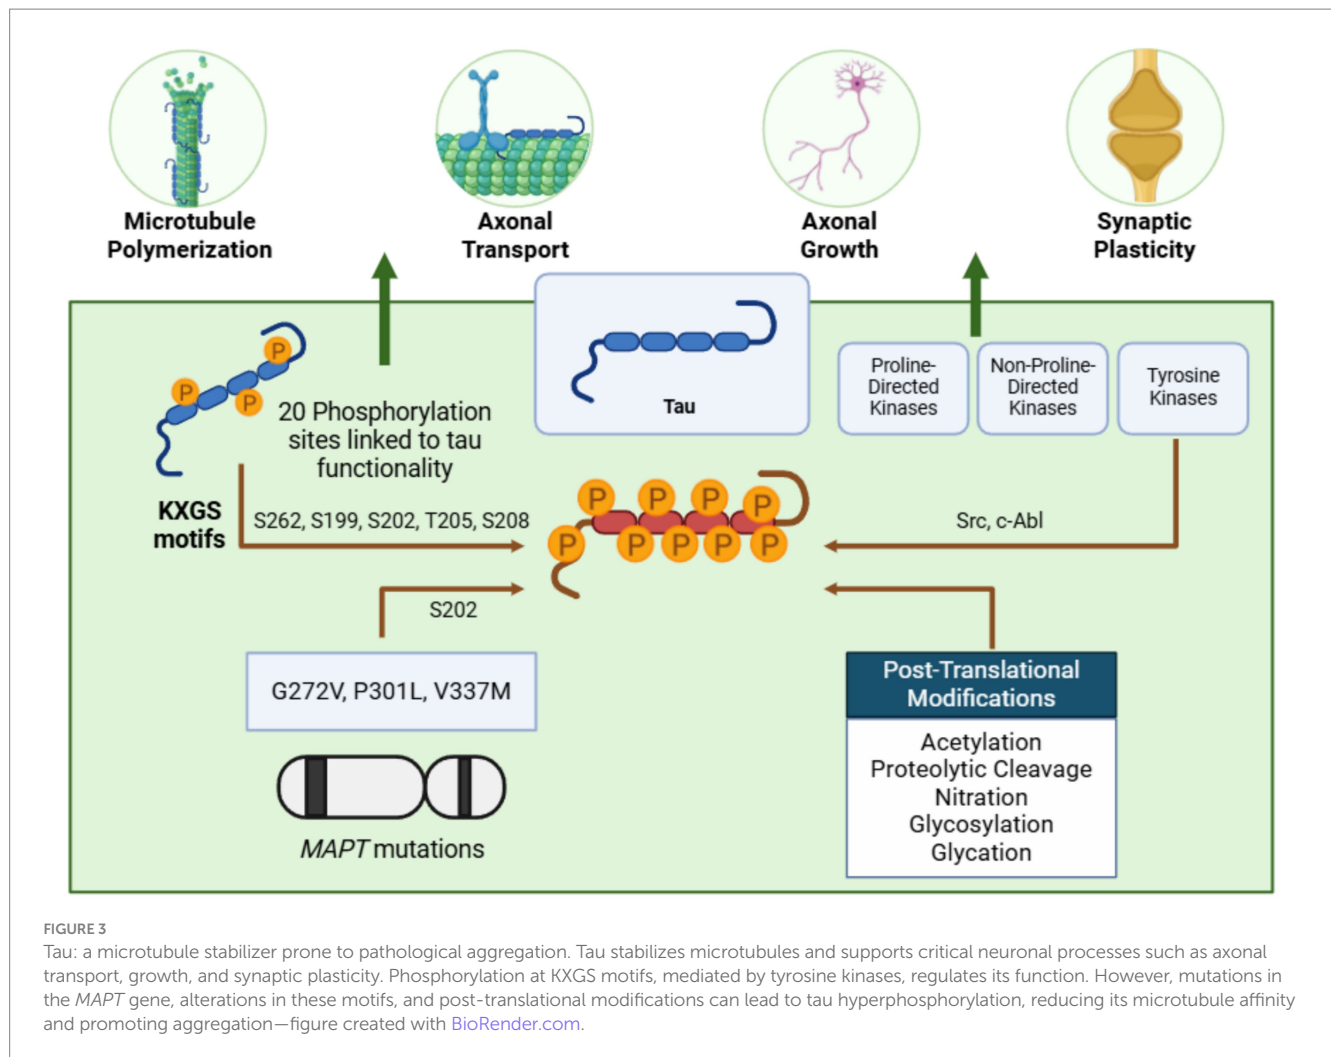 Microtubule
Polymerization
Axonal
Transport
Axonal
Growth
Synaptic
Plasticity
P
P
P
KXGS
motifs
20 Phosphorylation
sites linked to tau
functionality
Tau
Proline-
Directed
Kinases
Non-Proline-
Directed
Kinases
Tyrosine
Kinases
S262, S199, S202, T205, S208
P
P
P
P
P
P
P
P
P
Src, c-Abl
S202
G272V, P301L, V337M
MAPT mutations
Post-Translational
Modifications
Acetylation
Proteolytic Cleavage
Nitration
Glycosylation
Glycation
FIGURE 3
Tau: a microtubule stabilizer prone to pathological aggregation. Tau stabilizes microtubules and supports critical neuronal processes such as axonal
transport, growth, and synaptic plasticity. Phosphorylation at KXGS motifs, mediated by tyrosine kinases, regulates its function. However, mutations in
the MAPT gene, alterations in these motifs, and post-translational modifications can lead to tau hyperphosphorylation, reducing its microtubule affinity
and promoting aggregation—figure created with BioRender.com.